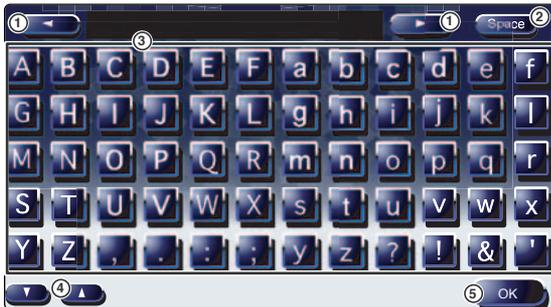 ① ◄ ► ① Space ②
③
A B C D E F a b c d e f
G H I J K L g h i j k l
M N O P Q R m n o p q r
S T U V W X s t u v w x
Y Z , . : ; y z ? ! & '
▼ ④ ▲ ⑤ OK